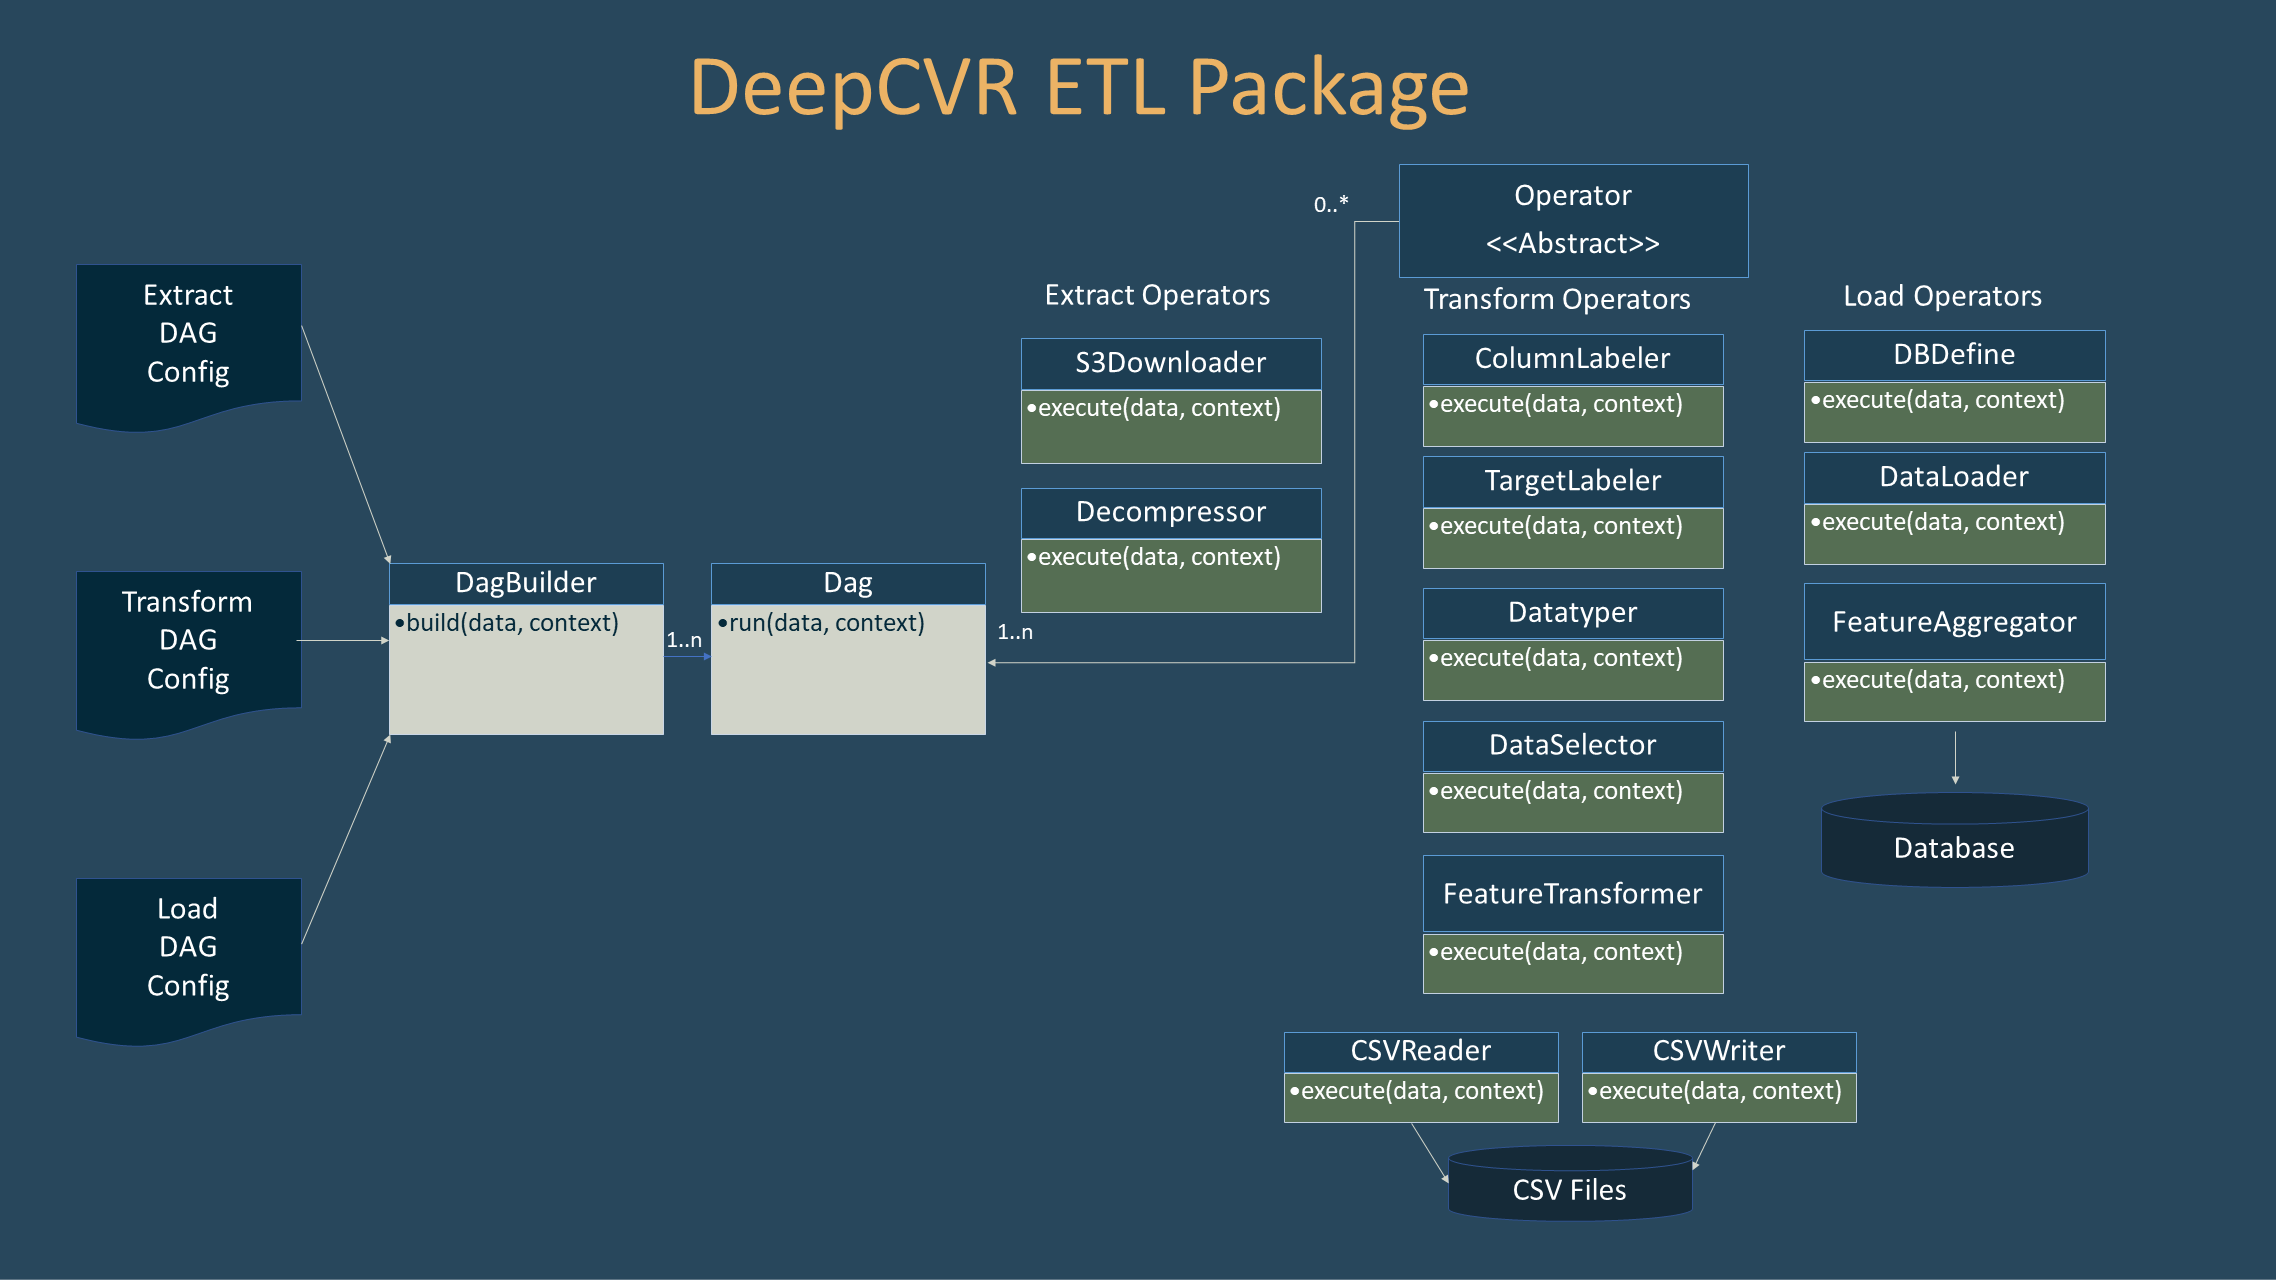 DeepCVR ETL Package
Extract
DAG
Config
Transform
DAG
Config
Load
DAG
Config
DagBuilder
•build(data, context)
1..n
Dag
•run(data, context)
1..n
0..*
Operator
<<Abstract>>
Extract Operators
S3Downloader
•execute(data, context)
Decompressor
•execute(data, context)
Transform Operators
ColumnLabeler
•execute(data, context)
TargetLabeler
•execute(data, context)
Datatyper
•execute(data, context)
DataSelector
•execute(data, context)
FeatureTransformer
•execute(data, context)
Load Operators
DBDefine
•execute(data, context)
DataLoader
•execute(data, context)
FeatureAggregator
•execute(data, context)
Database
CSVReader
•execute(data, context)
CSVWriter
•execute(data, context)
CSV Files